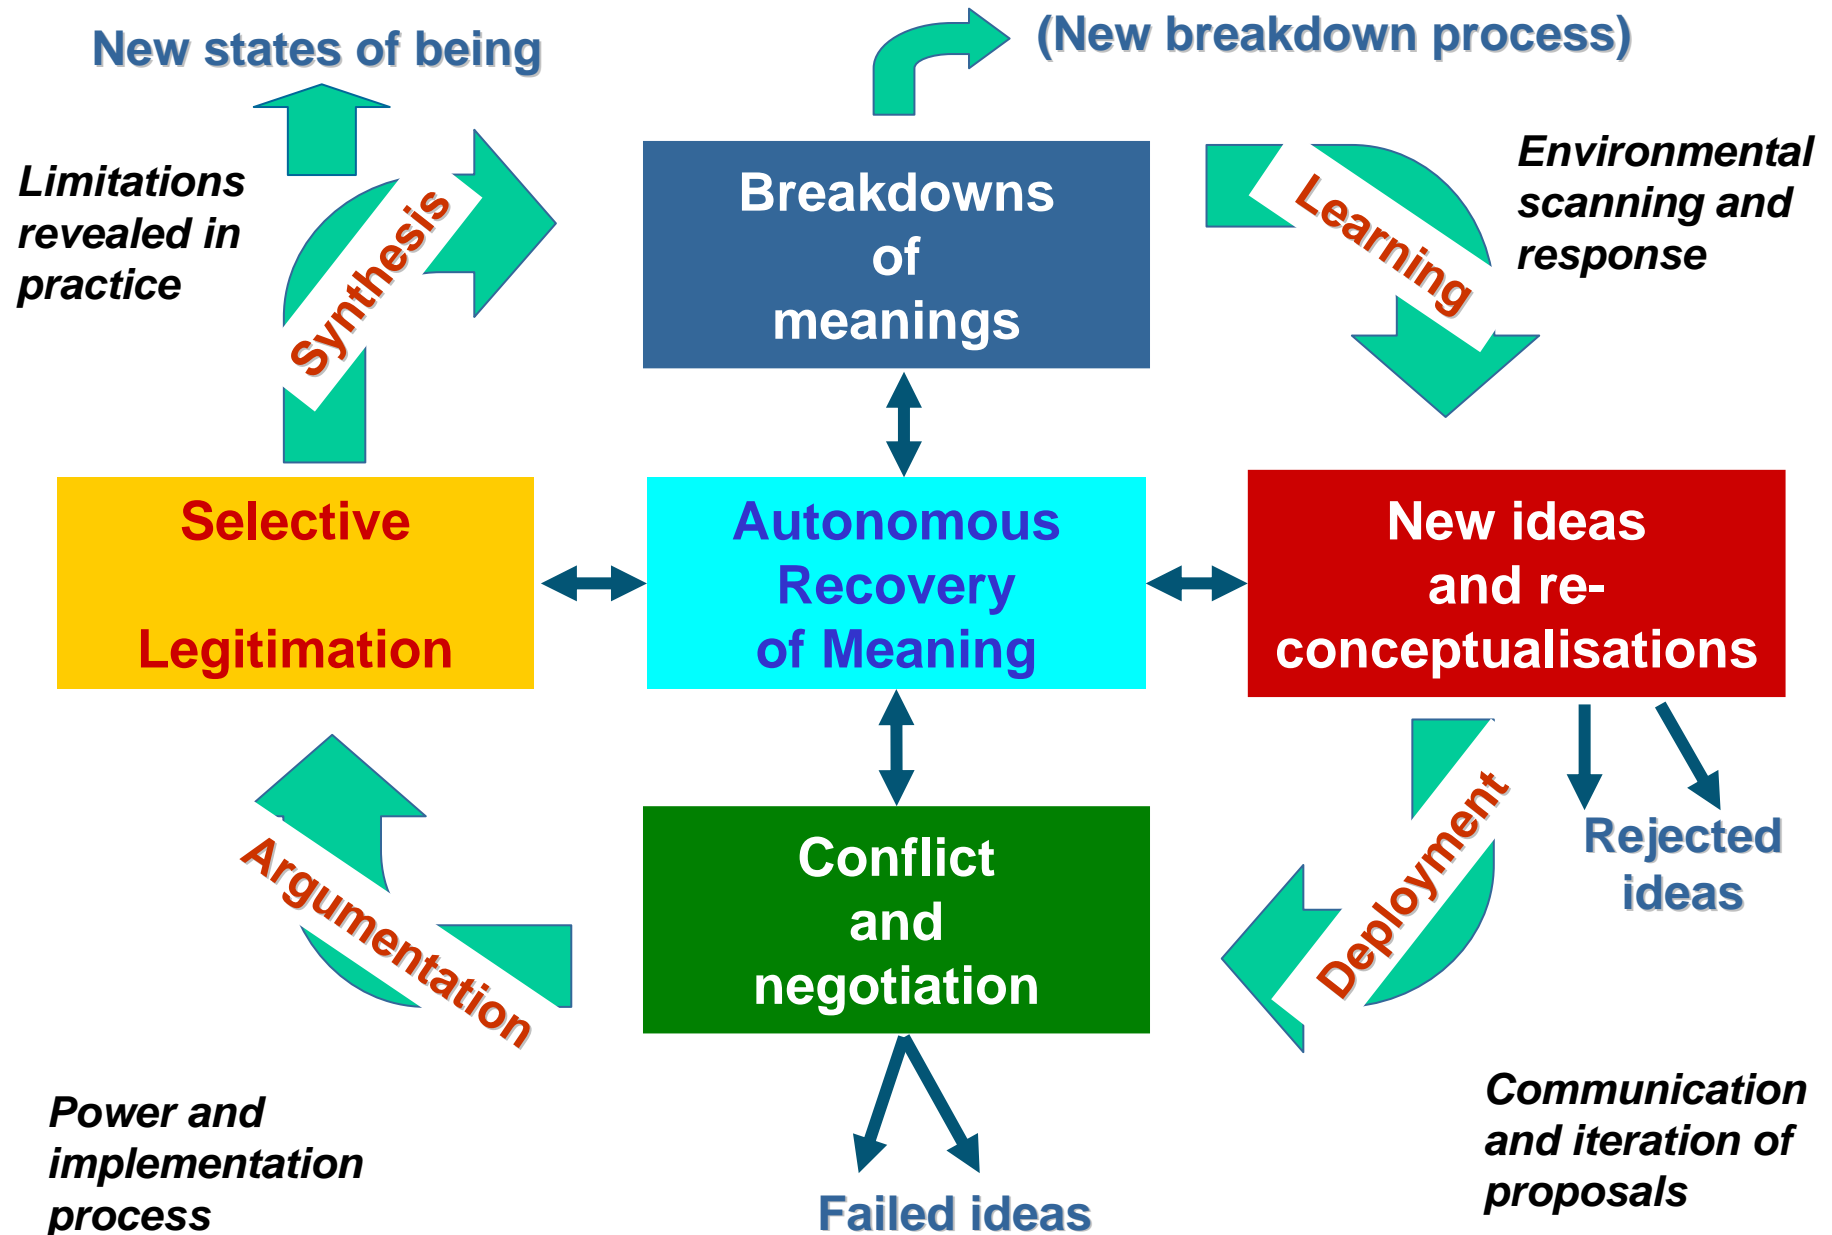 New states of being
(New breakdown process)
Limitations
revealed in
practice
Synthesis
Breakdowns
of
meanings
Learning
Environmental
scanning and
response
Selective
Legitimation
Autonomous
Recovery
of Meaning
New ideas
and re-
conceptualisations
Argumentation
Conflict
and
negotiation
Deployment
Rejected
ideas
Power and
implementation
process
Failed ideas
Communication
and iteration of
proposals